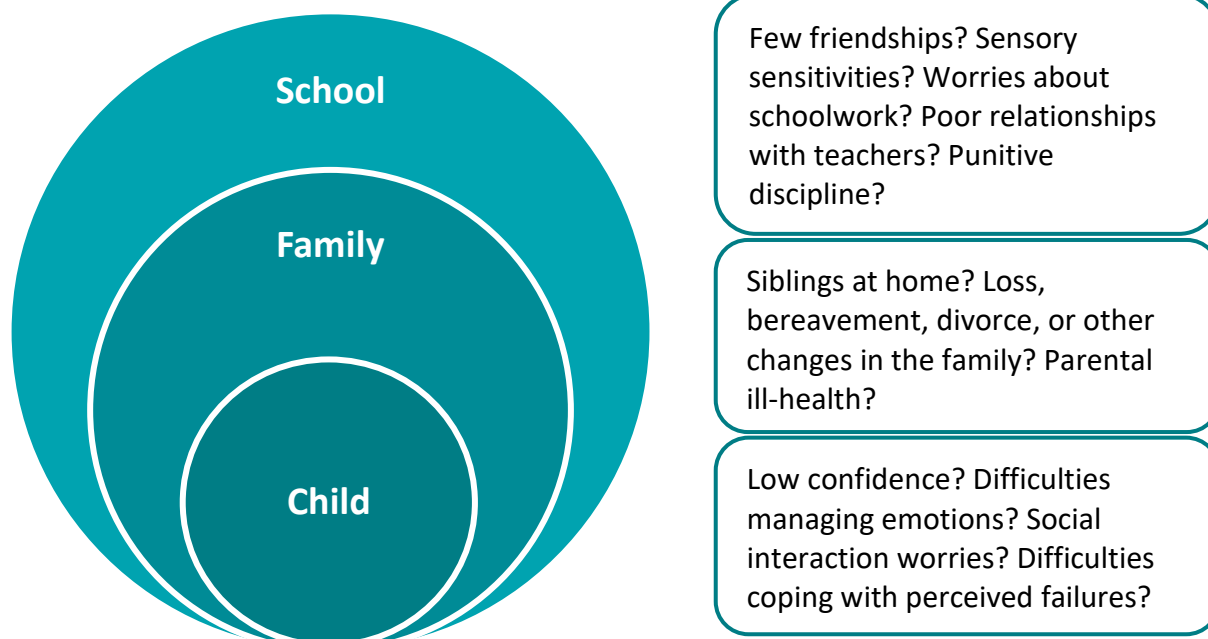 School
Few friendships? Sensory
sensitivities? Worries about
schoolwork? Poor relationships
with teachers? Punitive
discipline?
Family
Siblings at home? Loss,
bereavement, divorce, or other
changes in the family? Parental
ill-health?
Child
Low confidence? Difficulties
managing emotions? Social
interaction worries? Difficulties
coping with perceived failures?